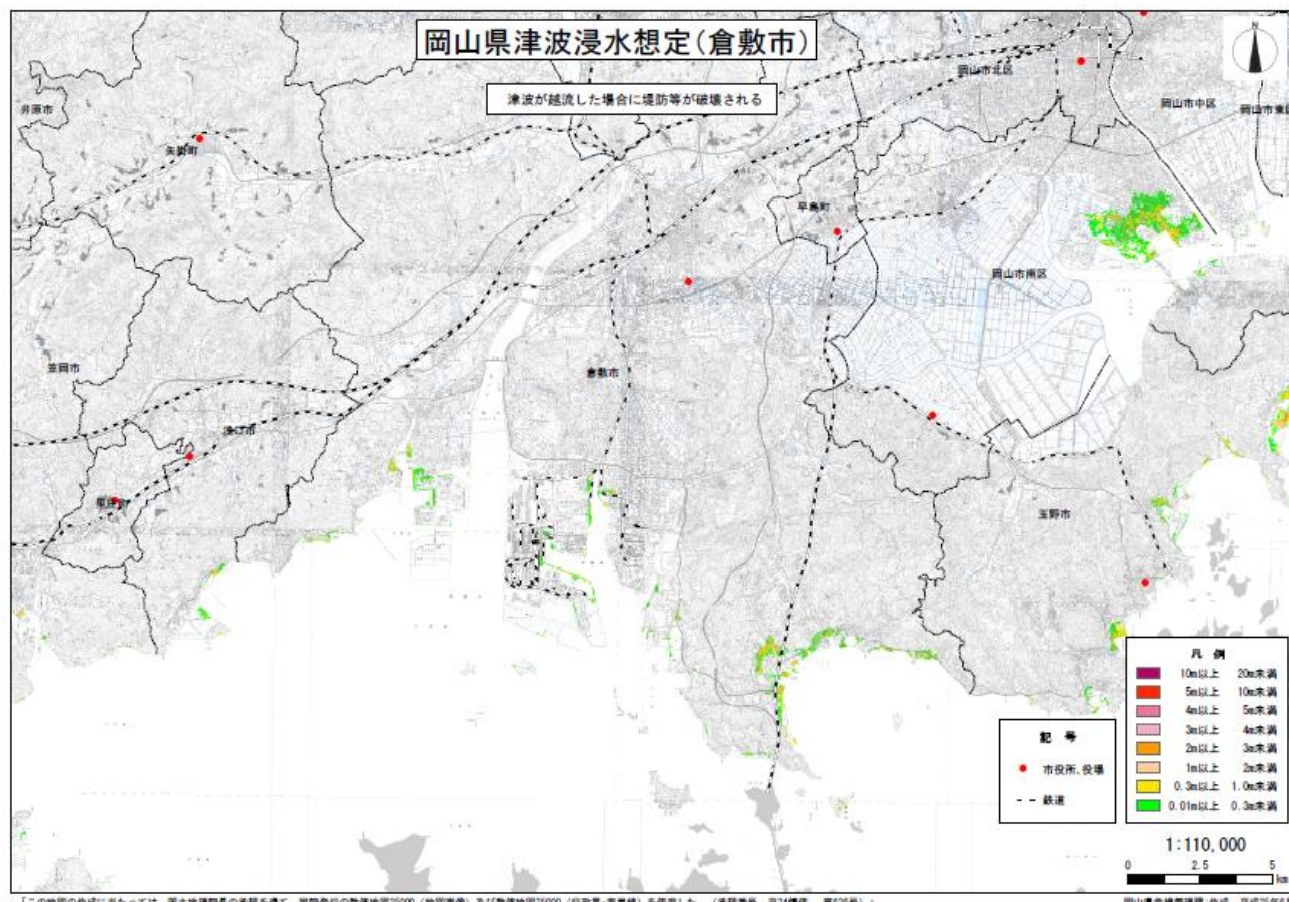 岡山県津波浸水想定(倉敷市)
津波が越流した場合に堤防等が破壊される
N
岡山市北区
岡山市中区
岡山市東区
井原市
矢掛町
早島町
岡山市南区
笠岡市
倉敷市
浅口市
里庄町
玉野市
記 号
市役所、役場
鉄道
凡 例
10m以上 20m未満
5m以上 10m未満
4m以上 5m未満
3m以上 4m未満
2m以上 3m未満
1m以上 2m未満
0.3m以上 1.0m未満
0.01m以上 0.3m未満
1:110,000
0 2.5 5
km